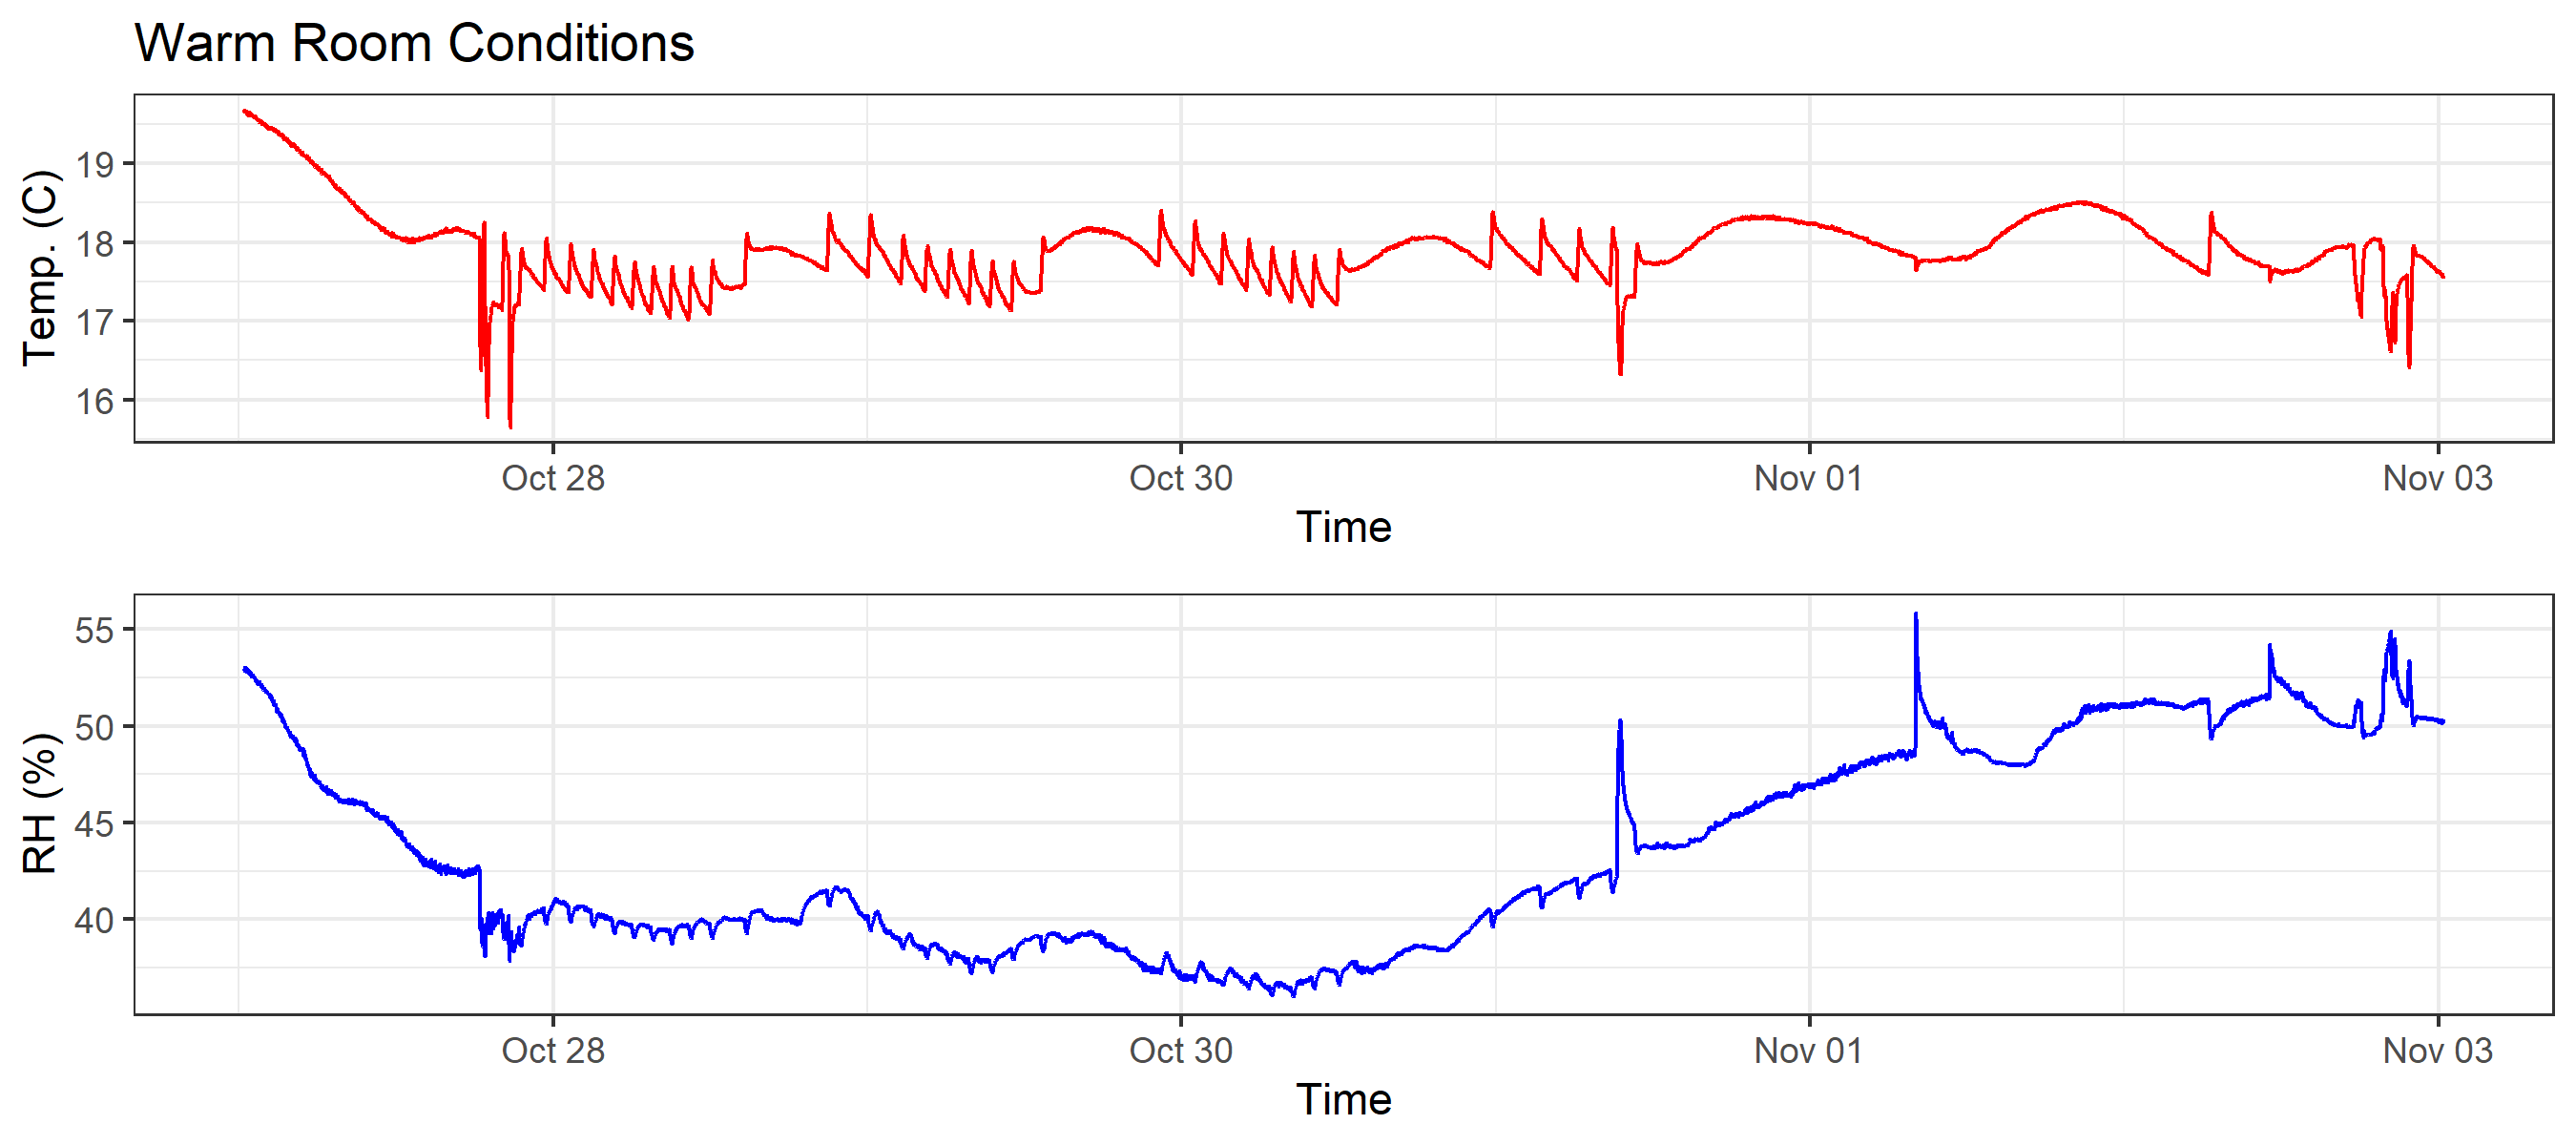 Warm Room Conditions
Temp. (C)
19
18
17
16
Oct 28 Oct 30 Nov 01 Nov 03
Time
RH (%)
55
50
45
40
Oct 28 Oct 30 Nov 01 Nov 03
Time